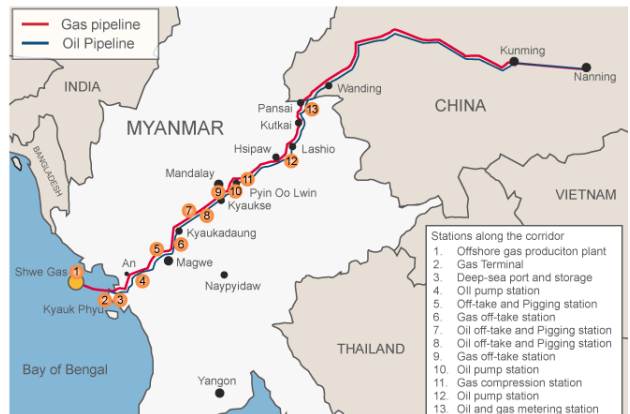 Gas pipeline
Oil Pipeline
INDIA
BANGLADESH
MYANMAR
CHINA
VIETNAM
THAILAND
Kunming
Nanning
Wanding
Pansai
13
Kutkai
Hsipaw
Lashio
12
Mandalay
11
9
10
Pyin Oo Lwin
Kyaukse
7
8
Kyaukadaung
5
6
An
Magwe
4
Naypyidaw
1
Shwe Gas
2
3
Kyauk Phyu
Bay of Bengal
Yangon
Stations along the corridor
1. Offshore gas produciton plant
2. Gas Terminal
3. Deep-sea port and storage
4. OIl pump station
5. Off-take and Pigging station
6. Gas off-take station
7. Oil off-take and Pigging station
8. Oil off-take and Pigging station
9. Gas off-take station
10. Oil pump station
11. Gas compression station
12. Oil pump station
13. Oil and gas metering station